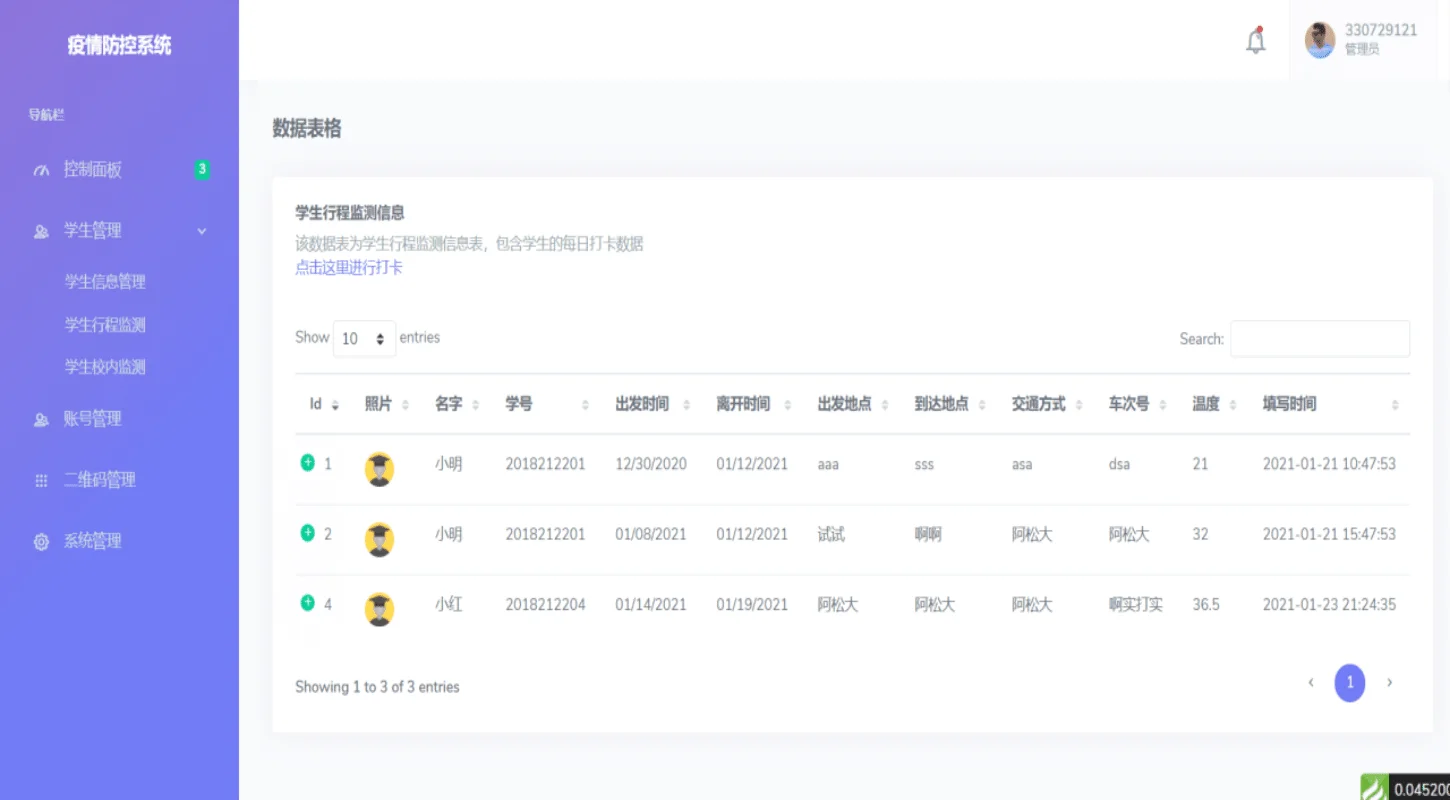 疫情防控系统
330729121
管理员
导航栏
控制面板 3
学生管理
学生信息管理
学生行程监测
学生校内监测
账号管理
二维码管理
系统管理
数据表格
学生行程监测信息
该数据表为学生行程监测信息表，包含学生的每日打卡数据
点击这里进行打卡
Show 10 entries
Search:
Id 照片 名字 学号 出发时间 离开时间 出发地点 到达地点 交通方式 车次号 温度 填写时间
1 小明 2018212201 12/30/2020 01/12/2021 aaa sss asa dsa 21 2021-01-21 10:47:53
2 小明 2018212201 01/08/2021 01/12/2021 试试 啊啊 阿松大 阿松大 32 2021-01-21 15:47:53
4 小红 2018212204 01/14/2021 01/19/2021 阿松大 阿松大 阿松大 啊实打实 36.5 2021-01-23 21:24:35
Showing 1 to 3 of 3 entries
‹ 1 ›